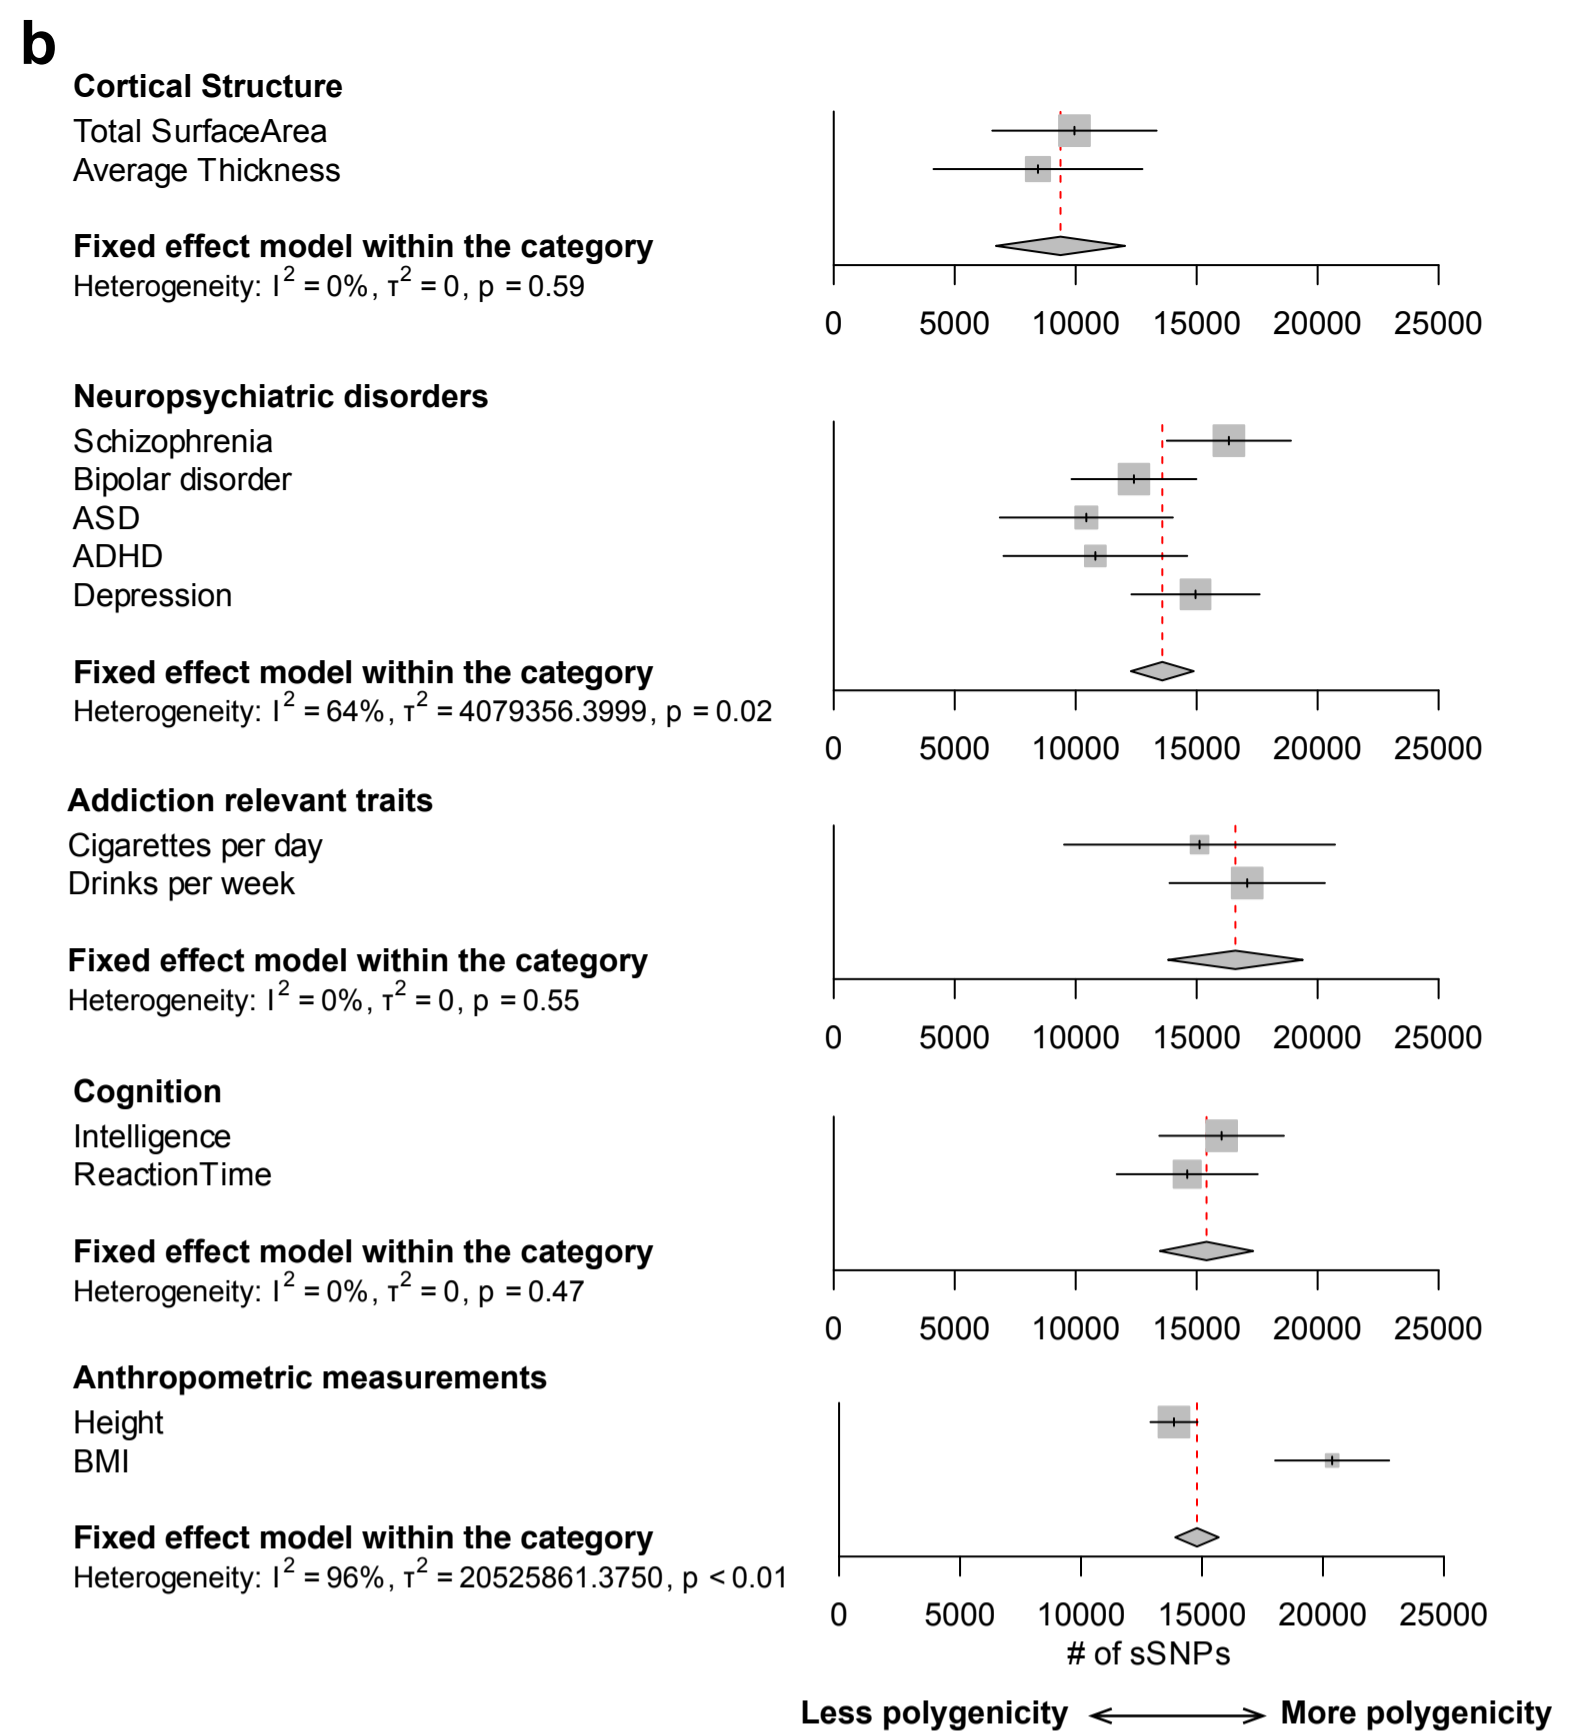 b
Cortical Structure
Total SurfaceArea
Average Thickness
Fixed effect model within the category
Heterogeneity: I² = 0%, τ² = 0, p = 0.59
0 5000 10000 15000 20000 25000
Neuropsychiatric disorders
Schizophrenia
Bipolar disorder
ASD
ADHD
Depression
Fixed effect model within the category
Heterogeneity: I² = 64%, τ² = 4079356.3999, p = 0.02
0 5000 10000 15000 20000 25000
Addiction relevant traits
Cigarettes per day
Drinks per week
Fixed effect model within the category
Heterogeneity: I² = 0%, τ² = 0, p = 0.55
0 5000 10000 15000 20000 25000
Cognition
Intelligence
ReactionTime
Fixed effect model within the category
Heterogeneity: I² = 0%, τ² = 0, p = 0.47
0 5000 10000 15000 20000 25000
Anthropometric measurements
Height
BMI
Fixed effect model within the category
Heterogeneity: I² = 96%, τ² = 20525861.3750, p < 0.01
0 5000 10000 15000 20000 25000
# of sSNPs
Less polygenicity More polygenicity